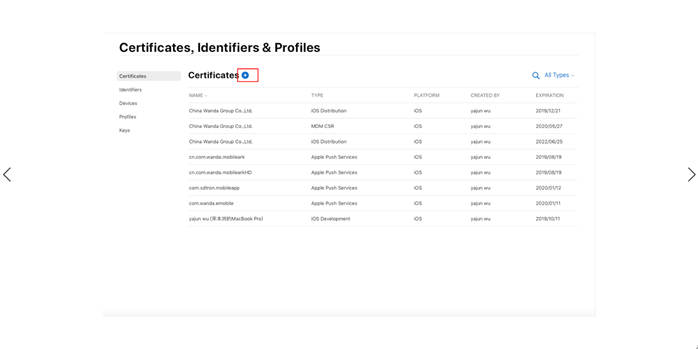 Certificates, Identifiers & Profiles
Certificates
Identifiers
Devices
Profiles
Keys
Certificates
All Types
NAME TYPE PLATFORM CREATED BY EXPIRATION
China Wanda Group Co.,Ltd. iOS Distribution iOS yajun wu 2019/12/21
China Wanda Group Co.,Ltd. MDM CSR iOS yajun wu 2020/05/27
China Wanda Group Co.,Ltd. iOS Distribution iOS yajun wu 2022/06/25
cn.com.wanda.mobileark Apple Push Services iOS yajun wu 2019/08/19
cn.com.wanda.mobilearkHD Apple Push Services iOS yajun wu 2019/08/19
com.sdtron.mobileapp Apple Push Services iOS yajun wu 2020/01/12
com.wanda.emobile Apple Push Services iOS yajun wu 2020/01/11
yajun wu (宋本洞的MacBook Pro) iOS Development iOS yajun wu 2019/10/11